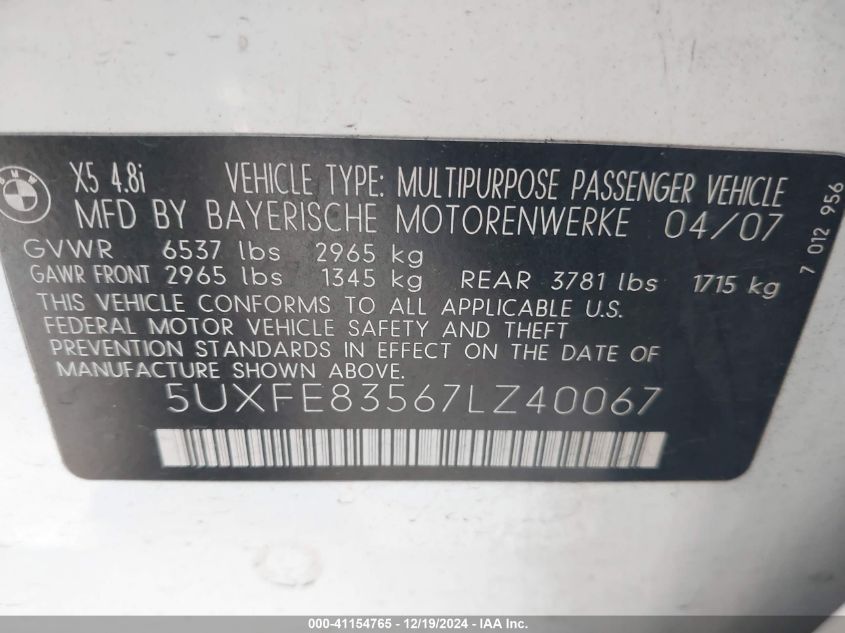 BMW
X5 4.8i VEHICLE TYPE: MULTIPURPOSE PASSENGER VEHICLE
MFD BY BAYERISCHE MOTORENWERKE 04/07
GVWR 6537 lbs 2965 kg
GAWR FRONT 2965 lbs 1345 kg REAR 3781 lbs 1715 kg
THIS VEHICLE CONFORMS TO ALL APPLICABLE U.S.
FEDERAL MOTOR VEHICLE SAFETY AND THEFT
PREVENTION STANDARDS IN EFFECT ON THE DATE OF
MANUFACTURE SHOWN ABOVE.
5UXFE83567LZ40067
7 012 956
000-41154765 - 12/19/2024 - IAA Inc.